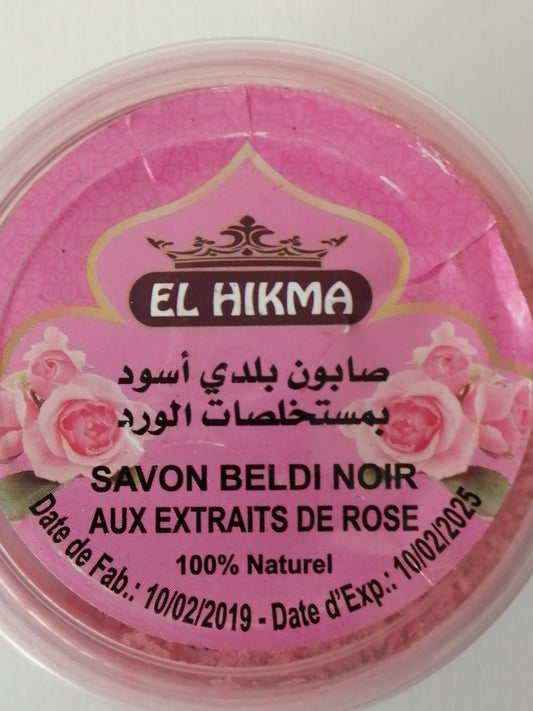 EL HIKMA
صابون بلدي أسود
بمستخلصات الورد
SAVON BELDI NOIR
AUX EXTRAITS DE ROSE
100% Naturel
Date de Fab.: 10/02/2019 - Date d'Exp.: 10/02/2025